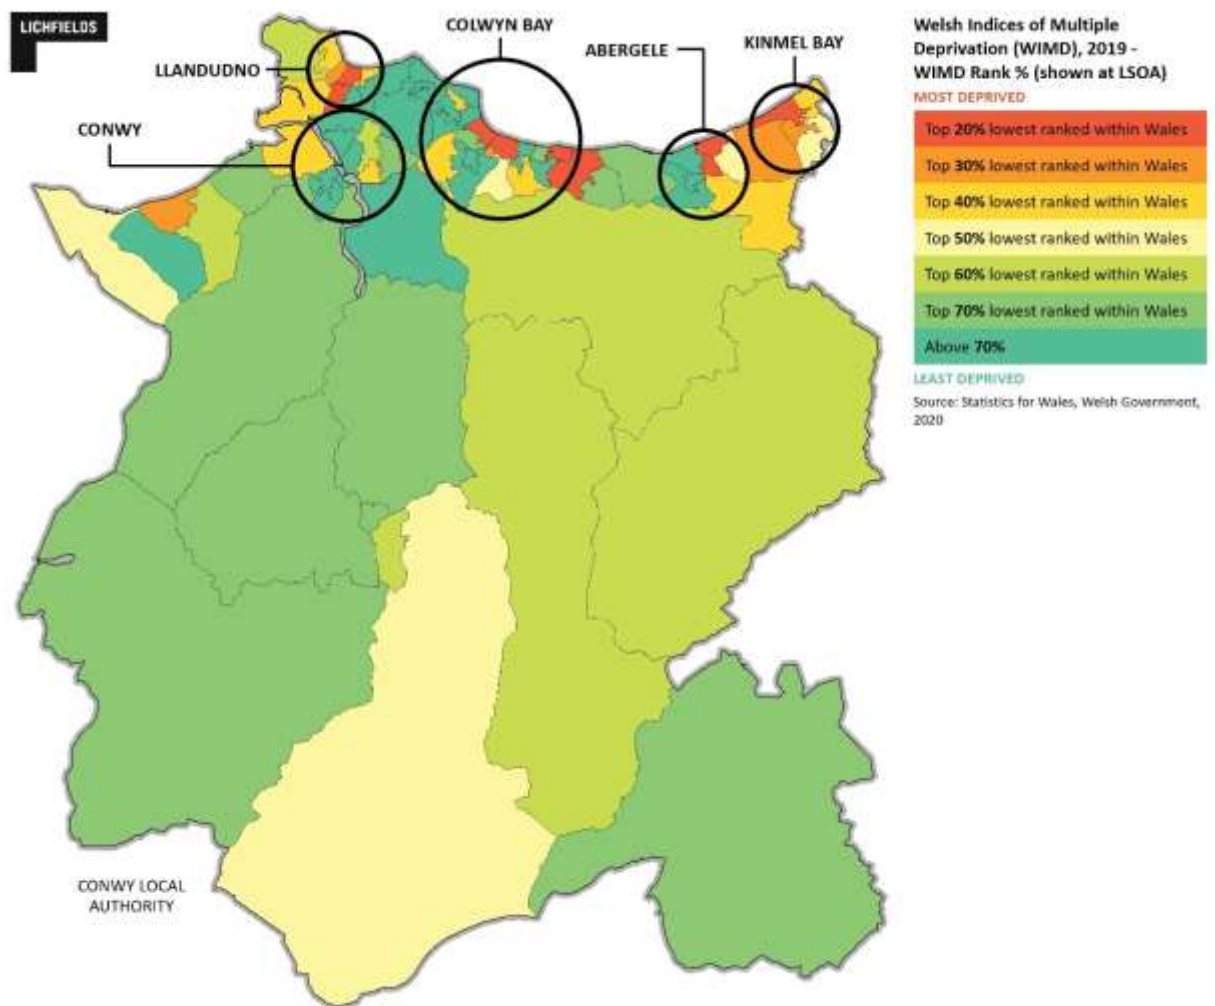 LICHFIELDS
COLWYN BAY
ABERGELE
KINMEL BAY
LLANDUDNO
CONWY
Welsh Indices of Multiple
Deprivation (WIMD), 2019 -
WIMD Rank % (shown at LSOA)
MOST DEPRIVED
Top 20% lowest ranked within Wales
Top 30% lowest ranked within Wales
Top 40% lowest ranked within Wales
Top 50% lowest ranked within Wales
Top 60% lowest ranked within Wales
Top 70% lowest ranked within Wales
Above 70%
LEAST DEPRIVED
Source: Statistics for Wales, Welsh Government,
2020
CONWY LOCAL
AUTHORITY